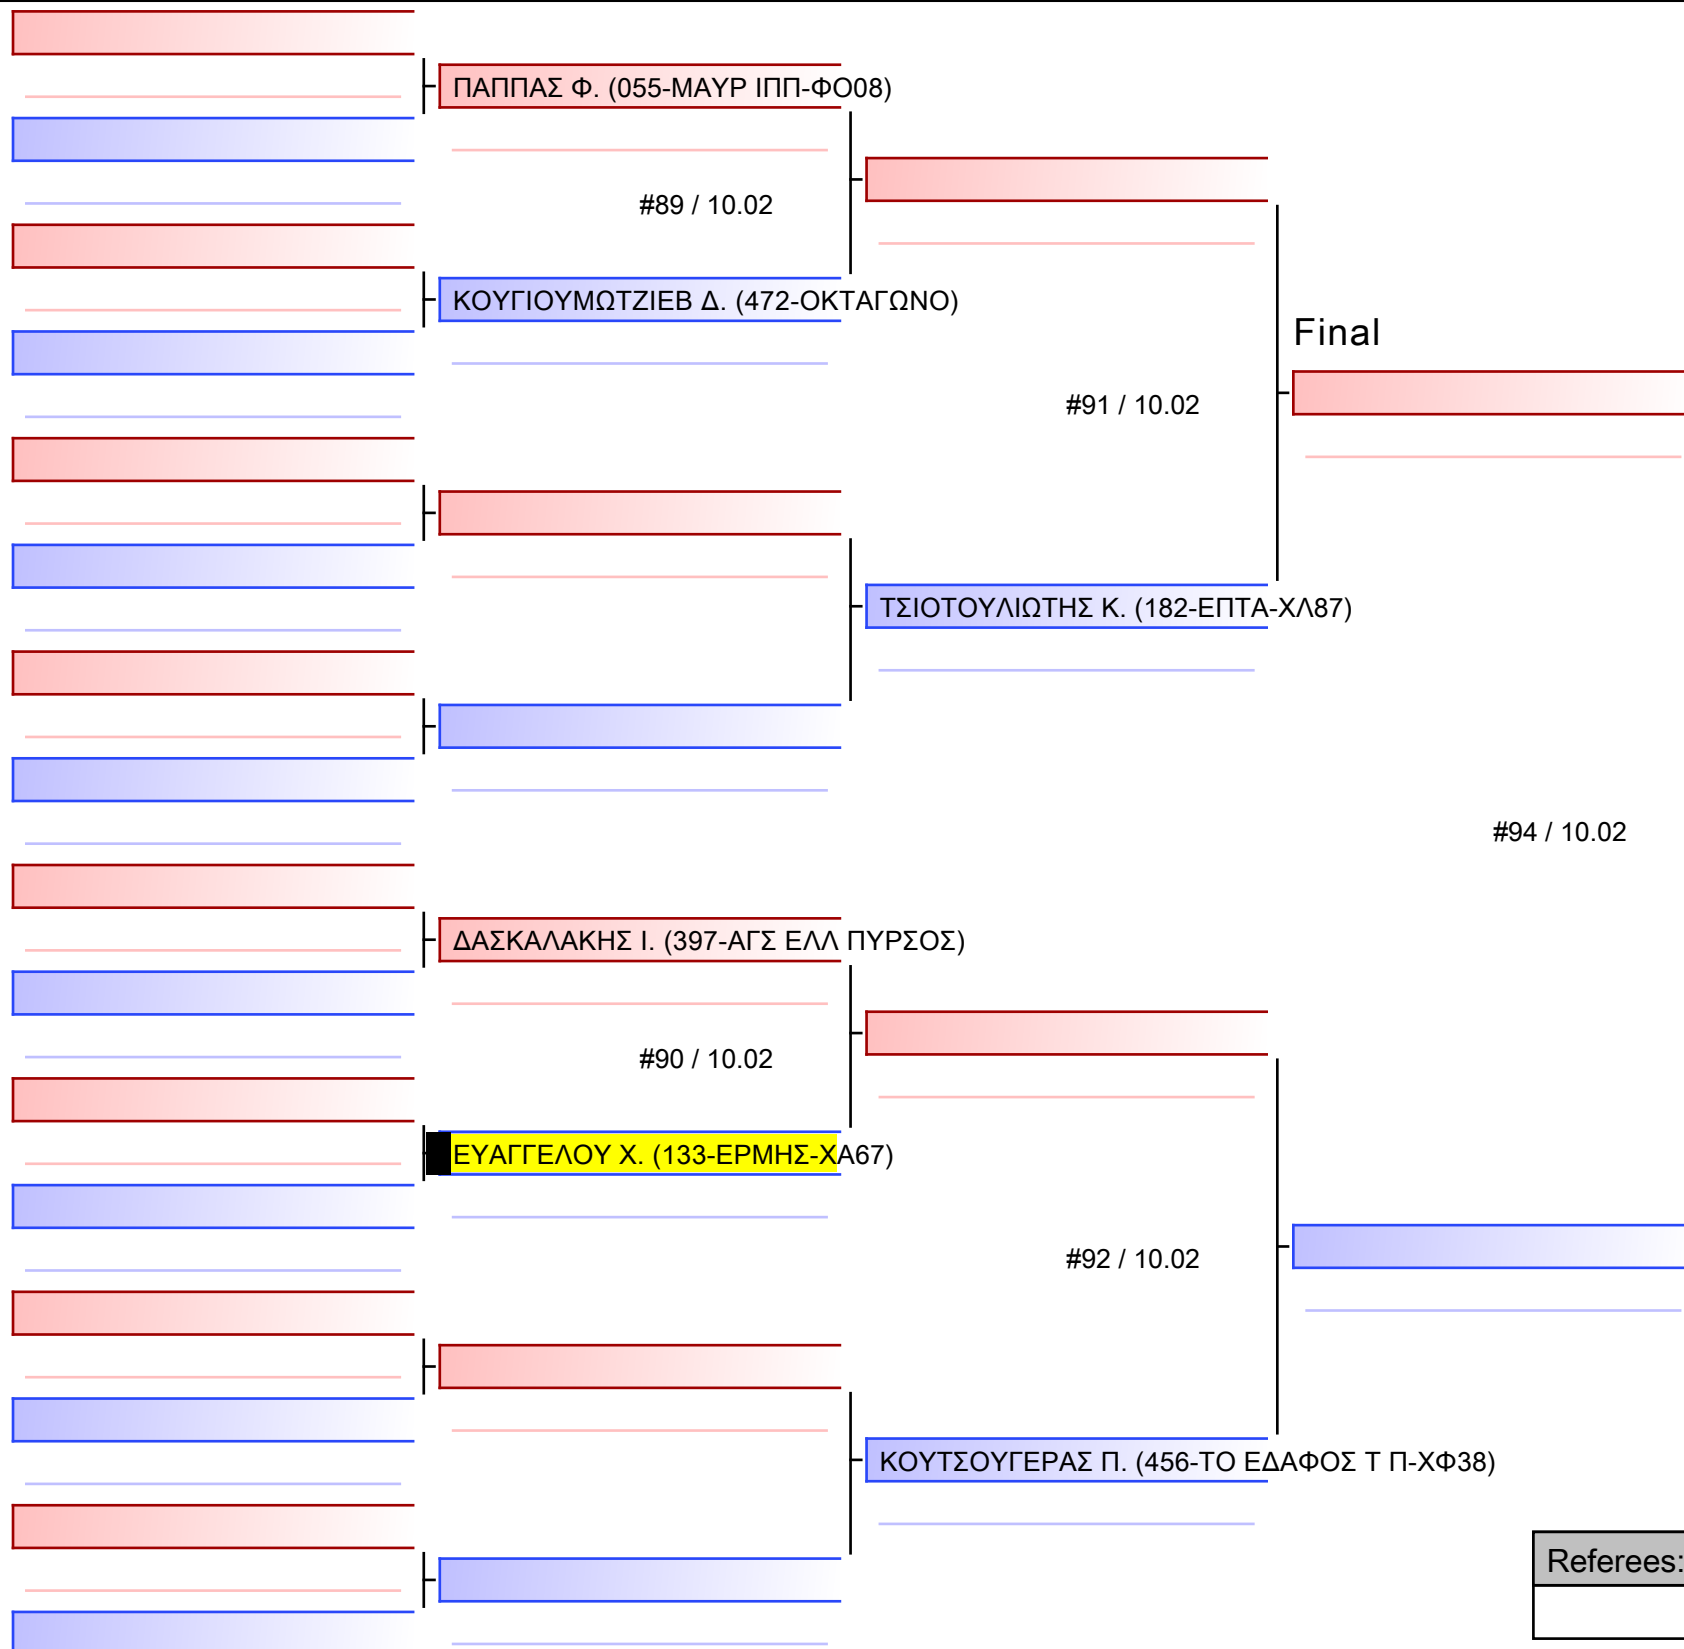 ΠΑΠΠΑΣ Φ. (055-ΜΑΥΡ ΙΠΠ-ΦΟ08)
#89 / 10.02
ΚΟΥΓΙΟΥΜΩΤΖΙΕΒ Δ. (472-ΟΚΤΑΓΩΝΟ)
Final
#91 / 10.02
ΤΣΙΟΤΟΥΛΙΩΤΗΣ Κ. (182-ΕΠΤΑ-ΧΛ87)
#94 / 10.02
ΔΑΣΚΑΛΑΚΗΣ Ι. (397-ΑΓΣ ΕΛΛ ΠΥΡΣΟΣ)
#90 / 10.02
ΕΥΑΓΓΕΛΟΥ Χ. (133-ΕΡΜΗΣ-ΧΑ67)
#92 / 10.02
ΚΟΥΤΣΟΥΓΕΡΑΣ Π. (456-ΤΟ ΕΔΑΦΟΣ Τ Π-ΧΦ38)
Referees: